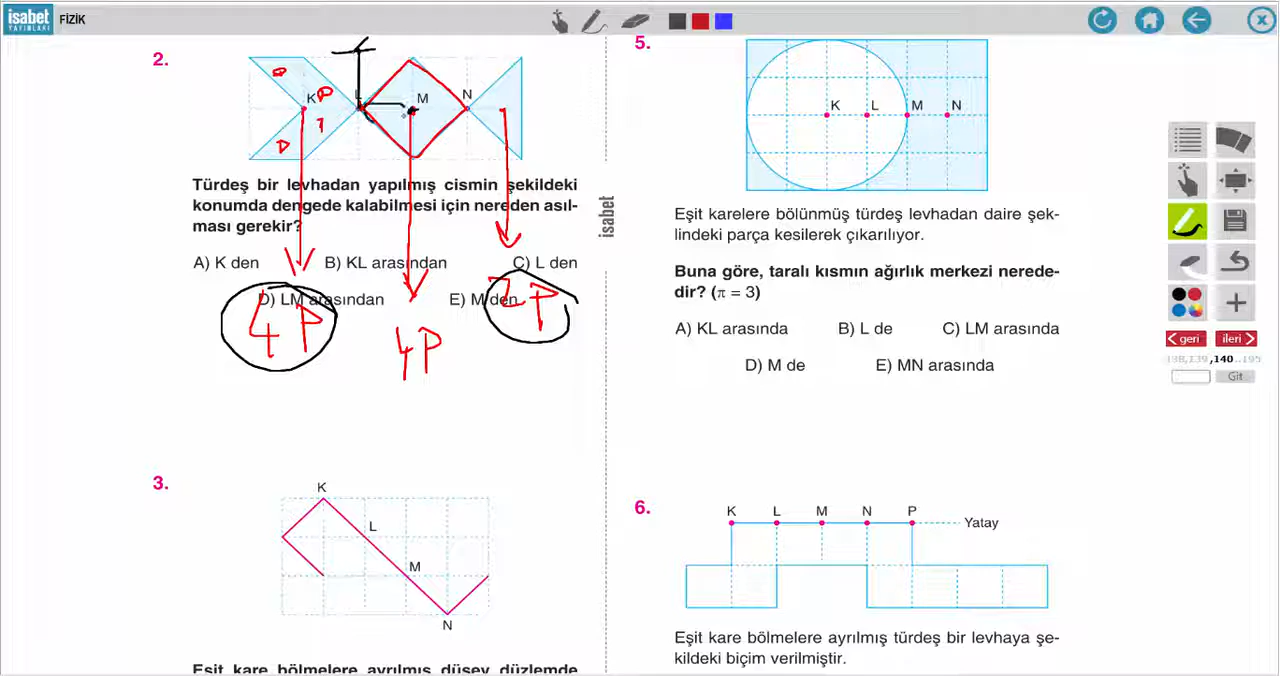 isabet
YAYINLARI
FİZİK
2.
K
L
M
N
P
P
P
P
Türdeş bir levhadan yapılmış cismin şekildeki
konumda dengede kalabilmesi için nereden asıl-
ması gerekir?
A) K den
B) KL arasından
C) L den
D) LM arasından
E) M den
4P
4P
2P
3.
K
L
M
N
Eşit kare bölmelere ayrılmış düşey düzlemde
isabet
5.
K
L
M
N
Eşit karelere bölünmüş türdeş levhadan daire şek-
lindeki parça kesilerek çıkarılıyor.
Buna göre, taralı kısmın ağırlık merkezi nerede-
dir? (π = 3)
A) KL arasında
B) L de
C) LM arasında
D) M de
E) MN arasında
6.
K
L
M
N
P
Yatay
Eşit kare bölmelere ayrılmış türdeş bir levhaya şe-
kildeki biçim verilmiştir.
geri
ileri
138,139,140..195
Git